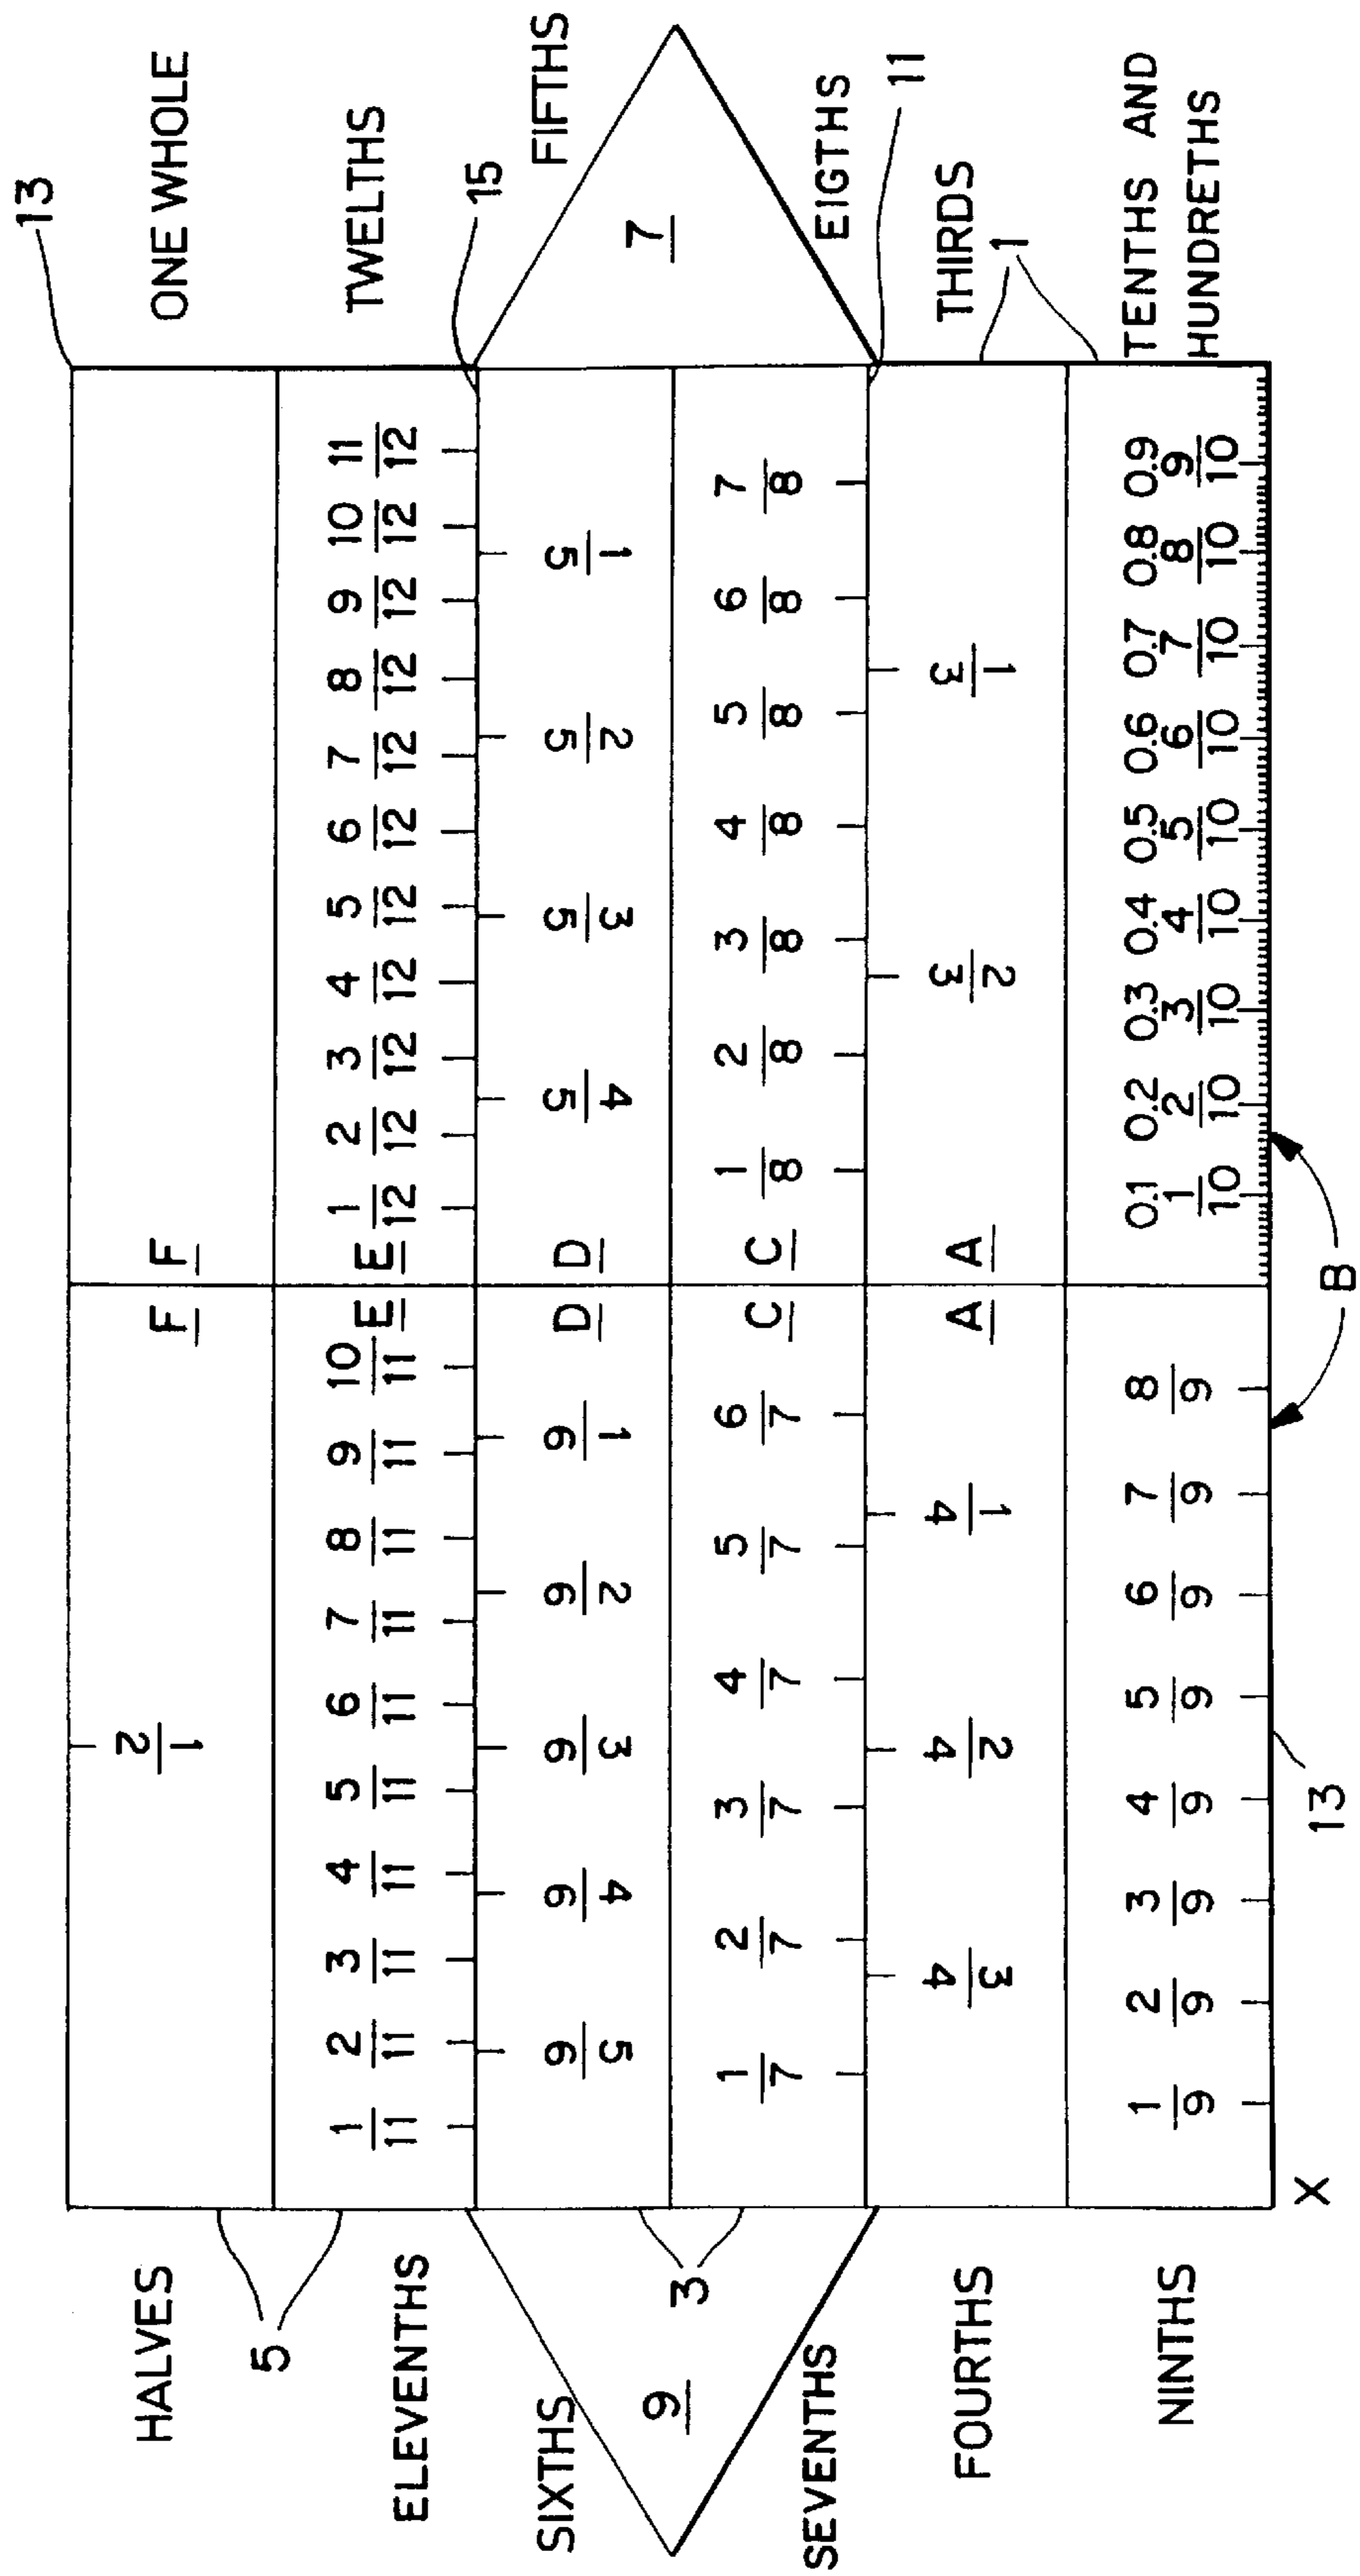 13
HALVES 1/2 F F ONE WHOLE
5
ELEVENTHS 1/11 2/11 3/11 4/11 5/11 6/11 7/11 8/11 9/11 10/11 E E 1/12 2/12 3/12 4/12 5/12 6/12 7/12 8/12 9/12 10/12 11/12 TWELTHS
15
SIXTHS 5/6 4/6 3/6 2/6 1/6 D D 4/5 3/5 2/5 1/5 FIFTHS
9 3 7
SEVENTHS 1/7 2/7 3/7 4/7 5/7 6/7 C C 1/8 2/8 3/8 4/8 5/8 6/8 7/8 EIGTHS
11
FOURTHS 3/4 2/4 1/4 A A 2/3 1/3 THIRDS
1
0.1 0.2 0.3 0.4 0.5 0.6 0.7 0.8 0.9 TENTHS AND
NINTHS 1/9 2/9 3/9 4/9 5/9 6/9 7/9 8/9 1/10 2/10 3/10 4/10 5/10 6/10 7/10 8/10 9/10 HUNDRETHS
X 13 B